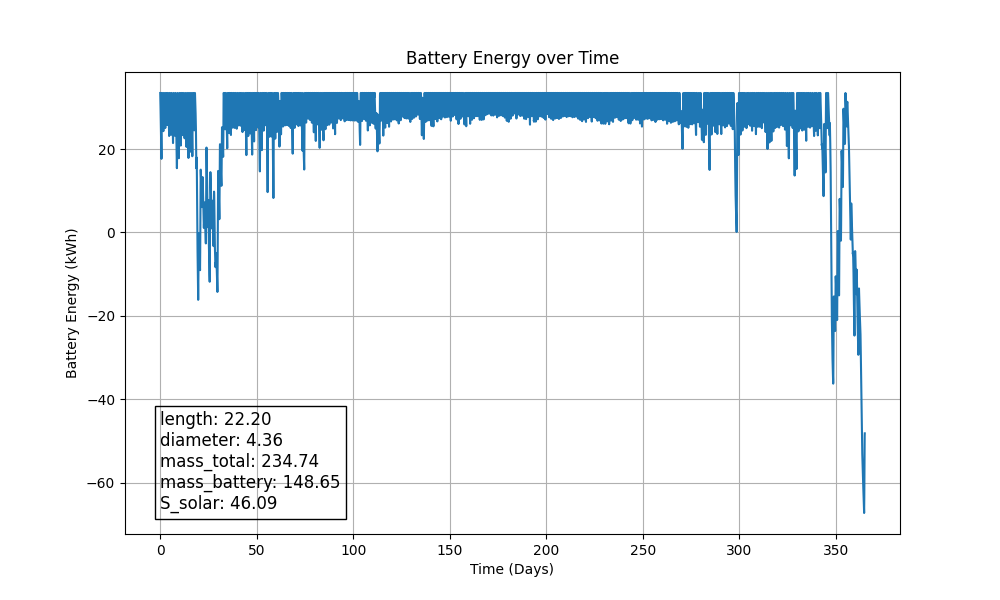 Battery Energy over Time
Battery Energy (kWh)
20
0
−20
−40
−60
length: 22.20
diameter: 4.36
mass_total: 234.74
mass_battery: 148.65
S_solar: 46.09
0 50 100 150 200 250 300 350
Time (Days)